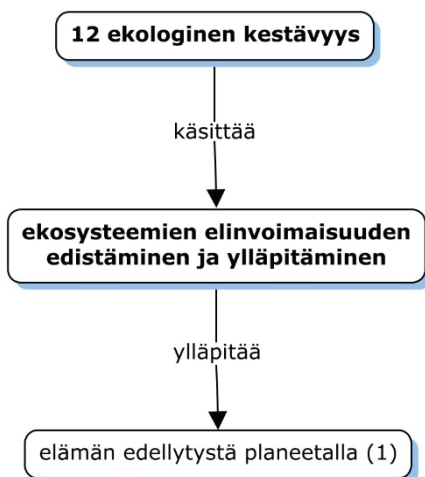 12 ekologinen kestävyys
käsittää
ekosysteemien elinvoimaisuuden
edistäminen ja ylläpitäminen
ylläpitää
elämän edellytystä planeetalla (1)